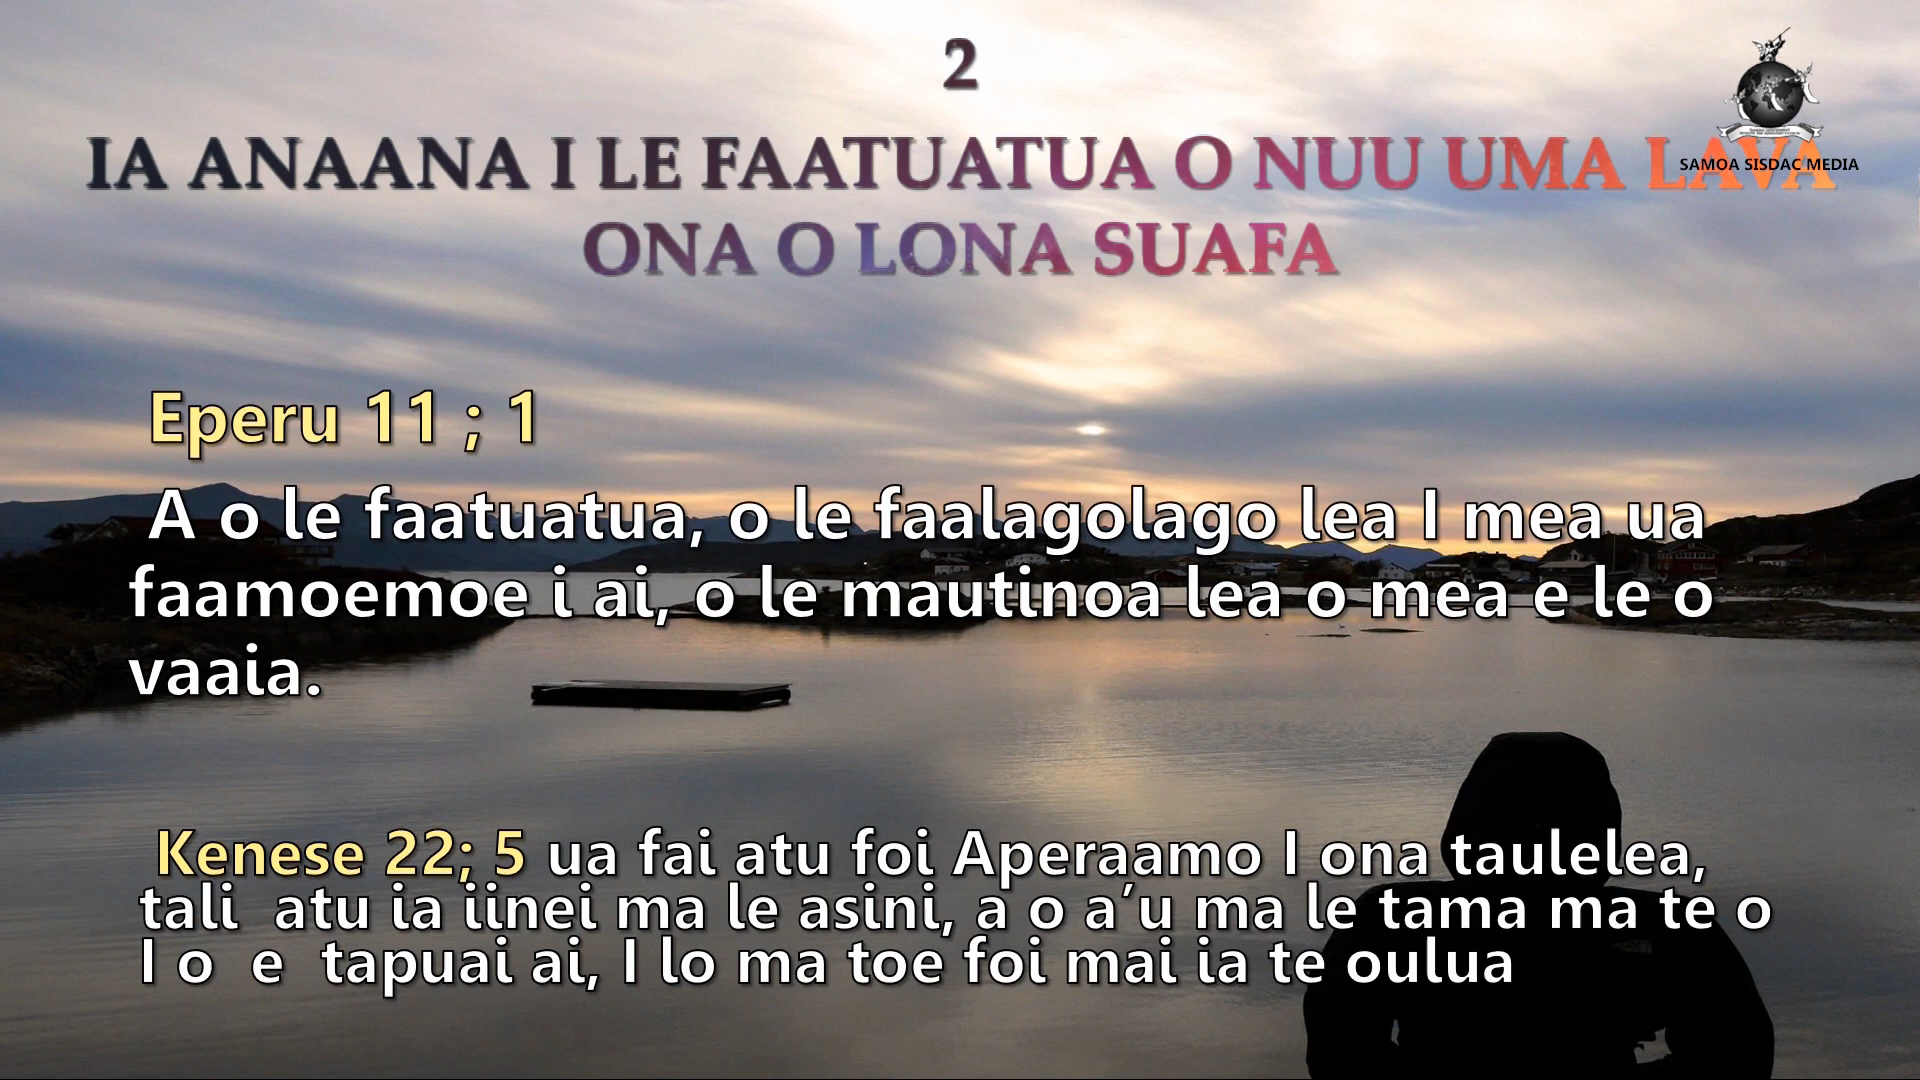 2
IA ANAANA I LE FAATUATUA O NUU UMA LAVA
SAMOA SISDAC MEDIA
ONA O LONA SUAFA
Eperu 11 ; 1
A o le faatuatua, o le faalagolago lea I mea ua
faamoemoe i ai, o le mautinoa lea o mea e le o
vaaia.
Kenese 22; 5 ua fai atu foi Aperaamo I ona taulelea,
tali atu ia iinei ma le asini, a o a’u ma le tama ma te o
I o e tapuai ai, I lo ma toe foi mai ia te oulua